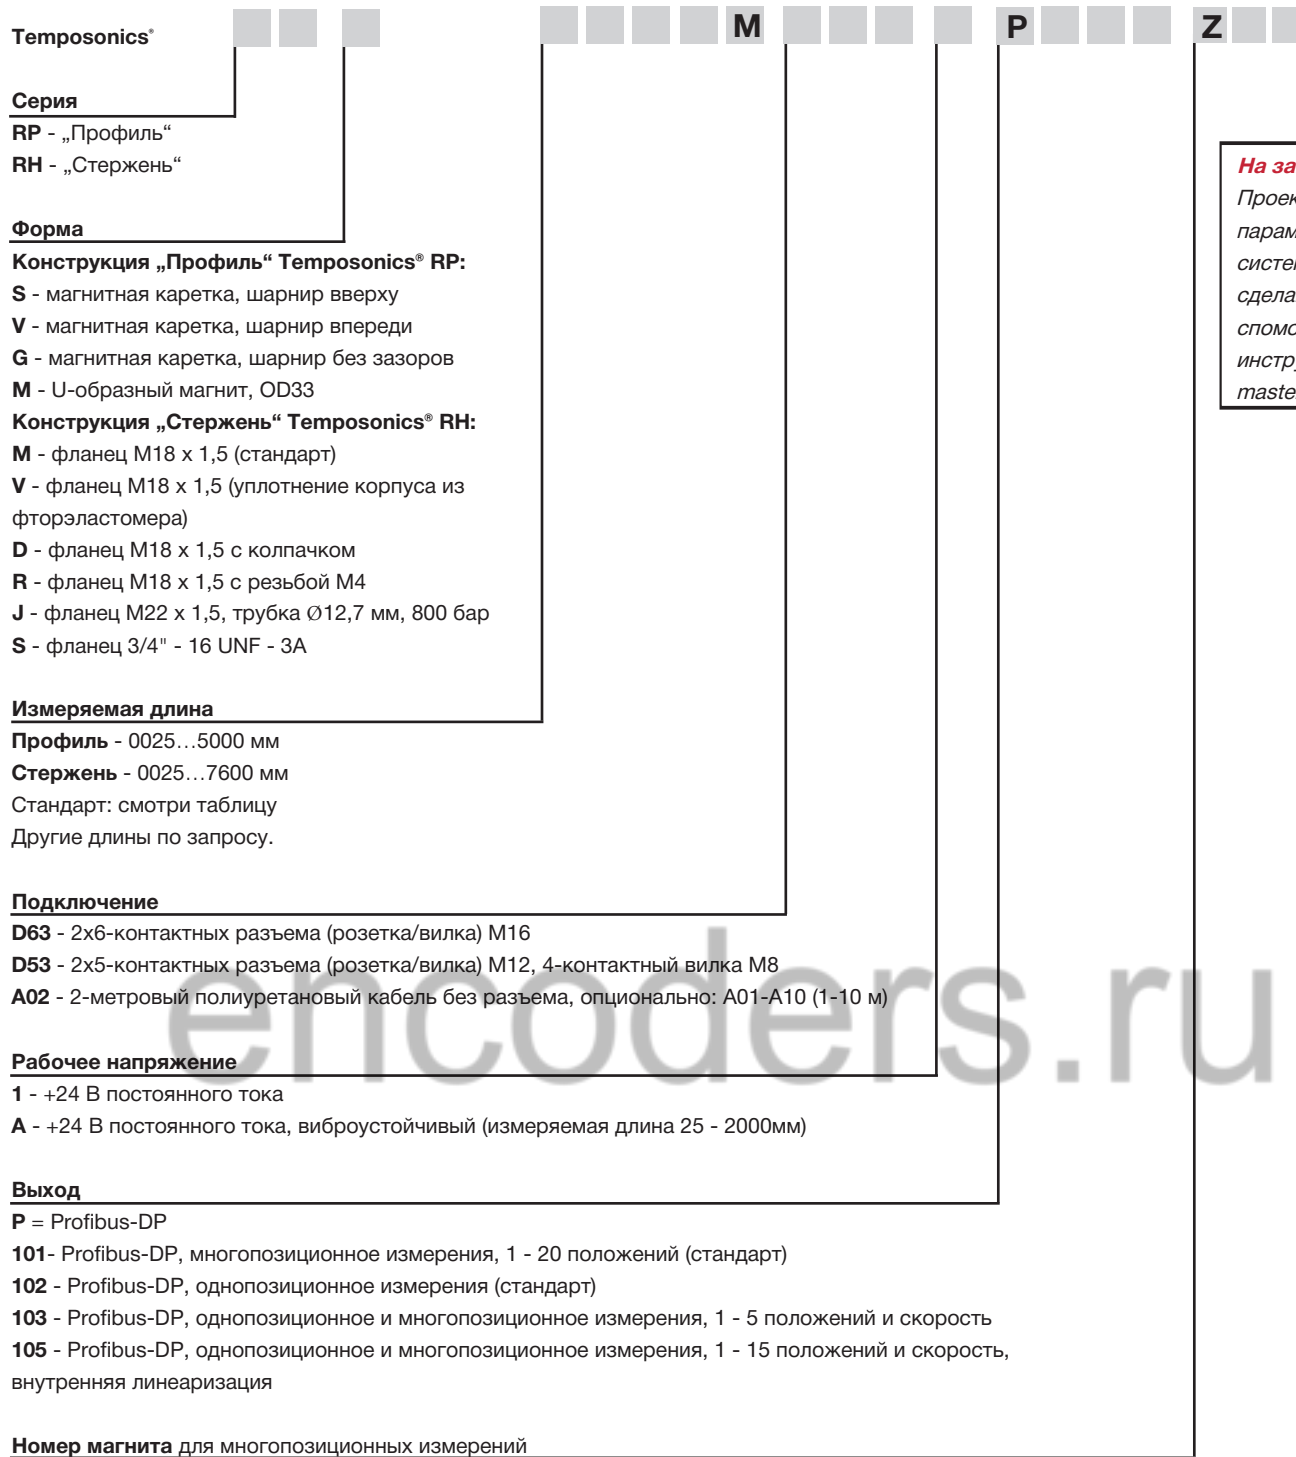 Temposonics®
M P Z
Серия
RP - „Профиль“
RH - „Стержень“
На за
Проек
парам
систем
сдела
спомо
инстру
maste
Форма
Конструкция „Профиль“ Temposonics® RP:
S - магнитная каретка, шарнир вверху
V - магнитная каретка, шарнир впереди
G - магнитная каретка, шарнир без зазоров
M - U-образный магнит, OD33
Конструкция „Стержень“ Temposonics® RH:
M - фланец M18 x 1,5 (стандарт)
V - фланец M18 x 1,5 (уплотнение корпуса из
фторэластомера)
D - фланец M18 x 1,5 с колпачком
R - фланец M18 x 1,5 с резьбой M4
J - фланец M22 x 1,5, трубка Ø12,7 мм, 800 бар
S - фланец 3/4" - 16 UNF - 3A
Измеряемая длина
Профиль - 0025…5000 мм
Стержень - 0025…7600 мм
Стандарт: смотри таблицу
Другие длины по запросу.
Подключение
D63 - 2x6-контактных разъема (розетка/вилка) M16
D53 - 2x5-контактных разъема (розетка/вилка) M12, 4-контактный вилка M8
A02 - 2-метровый полиуретановый кабель без разъема, опционально: A01-A10 (1-10 м)
encoders.ru
Рабочее напряжение
1 - +24 В постоянного тока
A - +24 В постоянного тока, виброустойчивый (измеряемая длина 25 - 2000мм)
Выход
P = Profibus-DP
101- Profibus-DP, многопозиционное измерения, 1 - 20 положений (стандарт)
102 - Profibus-DP, однопозиционное измерения (стандарт)
103 - Profibus-DP, однопозиционное и многопозиционное измерения, 1 - 5 положений и скорость
105 - Profibus-DP, однопозиционное и многопозиционное измерения, 1 - 15 положений и скорость,
внутренняя линеаризация
Номер магнита для многопозиционных измерений